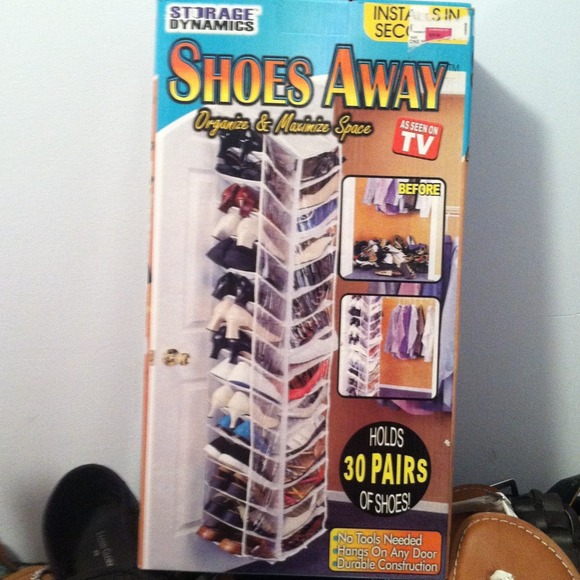 STORAGE
DYNAMICS
SHOES AWAY™
Organize & Maximize Space
AS SEEN ON
TV
BEFORE
HOLDS
30 PAIRS
OF SHOES!
No Tools Needed
Hangs On Any Door
Durable Construction